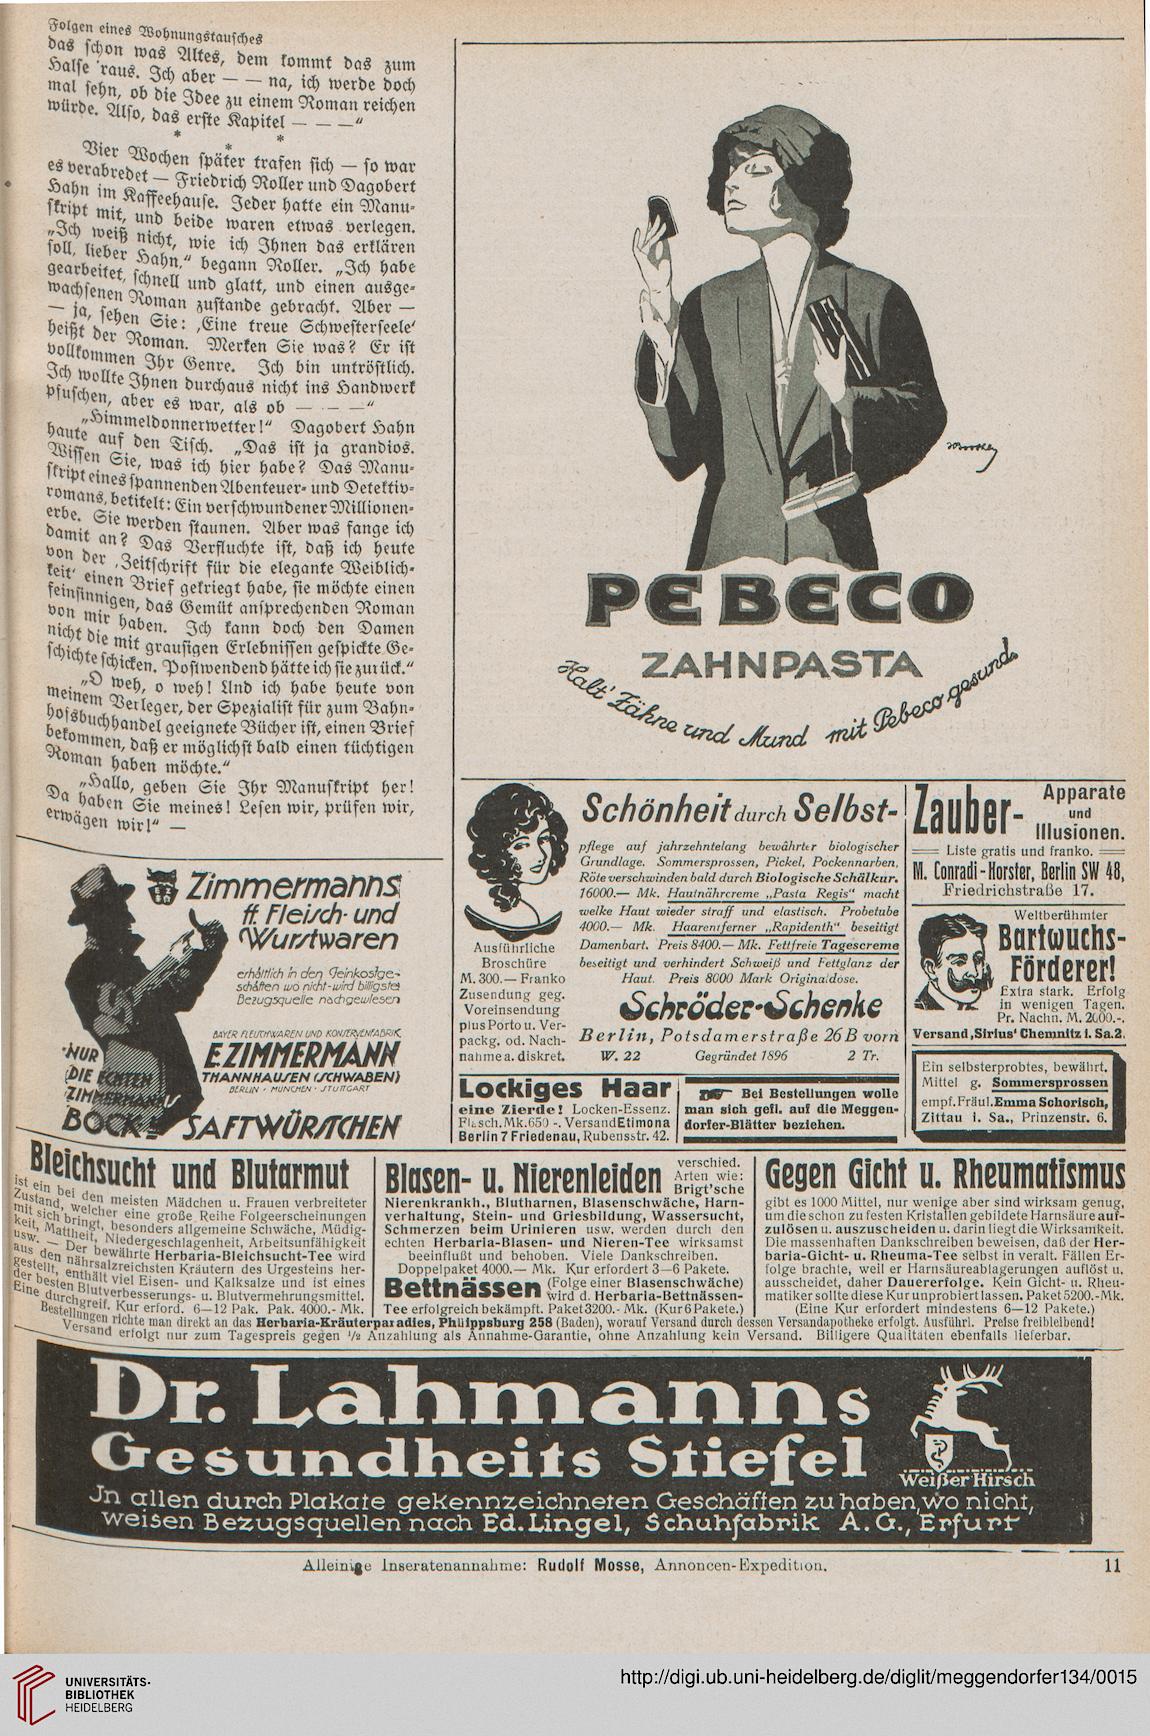 Folgen eines Wohnungstausches
das schon was Altes, dem kommt das zum
Halse 'raus. Ich aber — — na, ich werde doch
mal sehn, ob die Idee zu einem Roman reichen
würde. Also, das erste Kapitel — — —"
* * *
Vier Wochen später trafen sich — so war
es verabredet — Friedrich Roller und Dagobert
Hahn im Kaffeehause. Jeder hatte ein Manu-
skript mit, und beide waren etwas verlegen.
„Ich weiß nicht, wie ich Ihnen das erklären
soll, lieber Hahn," begann Roller. „Ich habe
gearbeitet, schnell und glatt, und einen ausge-
wachsenen Roman zustande gebracht. Aber —
— ja, sehen Sie: ‚Eine treue Schwesterseele'
heißt der Roman. Merken Sie was? Er ist
vollkommen Ihr Genre. Ich bin untröstlich.
Ich wollte Ihnen durchaus nicht ins Handwerk
pfuschen, aber es war, als ob — — —"
„Himmeldonnerwetter!" Dagobert Hahn
haute auf den Tisch. „Das ist ja grandios.
Wissen Sie, was ich hier habe? Das Manu-
skript eines spannenden Abenteuer- und Detektiv-
romans, betitelt: Ein verschwundener Millionen-
erbe. Sie werden staunen. Aber was fange ich
damit an? Das Verfluchte ist, daß ich heute
von der ‚Zeitschrift für die elegante Weiblich-
keit' einen Brief gekriegt habe, sie möchte einen
feinsinnigen, das Gemüt ansprechenden Roman
von mir haben. Ich kann doch den Damen
nicht die mit grausigen Erlebnissen gespickte Ge-
schichte schicken. Postwendend hätte ich sie zurück."
„O weh, o weh! Und ich habe heute von
meinem Verleger, der Spezialist für zum Bahn-
hofsbuchhandel geeignete Bücher ist, einen Brief
bekommen, daß er möglichst bald einen tüchtigen
Roman haben möchte."
„Hallo, geben Sie Ihr Manuskript her!
Da haben Sie meines! Lesen wir, prüfen wir,
erwägen wir!" —
PEBECO
ZAHNPASTA
Halt' Zähne und Mund mit Pebeco gesund
Zimmermanns
ff. Fleisch- und
Wurstwaren
erhältlich in den Feinkostge-
schäften wo nicht - wird billigste
Bezugsquelle nachgewiesen
BAYER. FLEISCHWAREN UND KONSERVENFABRIK
E. ZIMMERMANN
THANNHAUSEN (SCHWABEN)
BERLIN · MÜNCHEN · STUTTGART
NUR
DIE ECHTEN
ZIMMERMANNS
BOCK- SAFTWÜRSTCHEN
Schönheit durch Selbst-
pflege auf jahrzehntelang bewährter biologischer
Grundlage. Sommersprossen, Pickel, Pockennarben,
Röte verschwinden bald durch Biologische Schälkur.
16000.— Mk. Hautnährcreme „Pasta Regis" macht
welke Haut wieder straff und elastisch. Probetube
4000.— Mk. Haarentferner „Rapidenth" beseitigt
Damenbart. Preis 8400.— Mk. Fettfreie Tagescreme
beseitigt und verhindert Schweiß und Fettglanz der
Haut. Preis 8000 Mark Originaldose.
Ausführliche
Broschüre
M. 300.— Franko
Zusendung geg.
Voreinsendung
plus Porto u. Ver-
packg. od. Nach-
nahme a. diskret.
Schröder-Schenke
Berlin, Potsdamerstraße 26 B vorn
W. 22 Gegründet 1896 2 Tr.
Zauber-
Apparate
und
Illusionen.
Liste gratis und franko.
M. Conradi-Horster, Berlin SW 48,
Friedrichstraße 17.
Weltberühmter
Bartwuchs-
Förderer!
Extra stark. Erfolg
in wenigen Tagen.
Pr. Nachn. M. 2000.-.
Versand ‚Sirius' Chemnitz i. Sa. 2.
Lockiges Haar
eine Zierde! Locken-Essenz.
Flasch. Mk. 650 -. Versand Etimona
Berlin 7 Friedenau, Rubensstr. 42.
Bei Bestellungen wolle
man sich gefl. auf die Meggen-
dorfer-Blätter beziehen.
Ein selbsterprobtes, bewährt.
Mittel g. Sommersprossen
empf. Fräul. Emma Schorisch,
Zittau i. Sa., Prinzenstr. 6.
Bleichsucht und Blutarmut
ist ein bei den meisten Mädchen u. Frauen verbreiteter
Zustand, welcher eine große Reihe Folgeerscheinungen
mit sich bringt, besonders allgemeine Schwäche, Müdig-
keit, Mattheit, Niedergeschlagenheit, Arbeitsunfähigkeit
usw. — Der bewährte Herbaria-Bleichsucht-Tee wird
aus den nährsalzreichsten Kräutern des Urgesteins her-
gestellt, enthält viel Eisen- und Kalksalze und ist eines
der besten Blutverbesserungs- u. Blutvermehrungsmittel.
Eine durchgreif. Kur erford. 6—12 Pak. Pak. 4000.- Mk.
Blasen- u. Nierenleiden
verschied.
Arten wie:
Brigt'sche
Nierenkrankh., Blutharnen, Blasenschwäche, Harn-
verhaltung, Stein- und Griesbildung, Wassersucht,
Schmerzen beim Urinieren usw. werden durch den
echten Herbaria-Blasen- und Nieren-Tee wirksamst
beeinflußt und behoben. Viele Dankschreiben.
Doppelpaket 4000.— Mk. Kur erfordert 3—6 Pakete.
Bettnässen (Folge einer Blasenschwäche)
wird d. Herbaria-Bettnässen-
Tee erfolgreich bekämpft. Paket 3200.- Mk. (Kur 6 Pakete.)
Gegen Gicht u. Rheumatismus
gibt es 1000 Mittel, nur wenige aber sind wirksam genug,
um die schon zu festen Kristallen gebildete Harnsäure auf-
zulösen u. auszuscheiden u. darin liegt die Wirksamkeit.
Die massenhaften Dankschreiben beweisen, daß der Her-
baria-Gicht- u. Rheuma-Tee selbst in veralt. Fällen Er-
folge brachte, weil er Harnsäureablagerungen auflöst u.
ausscheidet, daher Dauererfolge. Kein Gicht- u. Rheu-
matiker sollte diese Kur unprobiert lassen. Paket 5200.- Mk.
(Eine Kur erfordert mindestens 6—12 Pakete.)
Bestellungen richte man direkt an das Herbaria-Kräuterparadies, Philippsburg 258 (Baden), worauf Versand durch dessen Versandapotheke erfolgt. Ausführl. Preise freibleibend!
Versand erfolgt nur zum Tagespreis gegen ½ Anzahlung als Annahme-Garantie, ohne Anzahlung kein Versand. Billigere Qualitäten ebenfalls lieferbar.
Dr. Lahmanns
Gesundheits Stiefel
Weißer Hirsch
In allen durch Plakate gekennzeichneten Geschäften zu haben, wo nicht,
weisen Bezugsquellen nach Ed. Lingel, Schuhfabrik A. G., Erfurt
Alleinige Inseratenannahme: Rudolf Mosse, Annoncen-Expedition.
11
UNIVERSITÄTS-
BIBLIOTHEK
HEIDELBERG
http://digi.ub.uni-heidelberg.de/diglit/meggendorfer134/0015